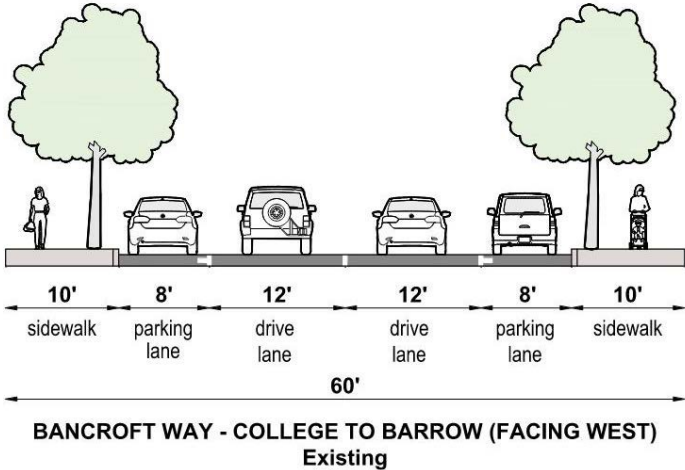 10' 8' 12' 12' 8' 10'
sidewalk parking lane drive lane drive lane parking lane sidewalk
60'
BANCROFT WAY - COLLEGE TO BARROW (FACING WEST)
Existing